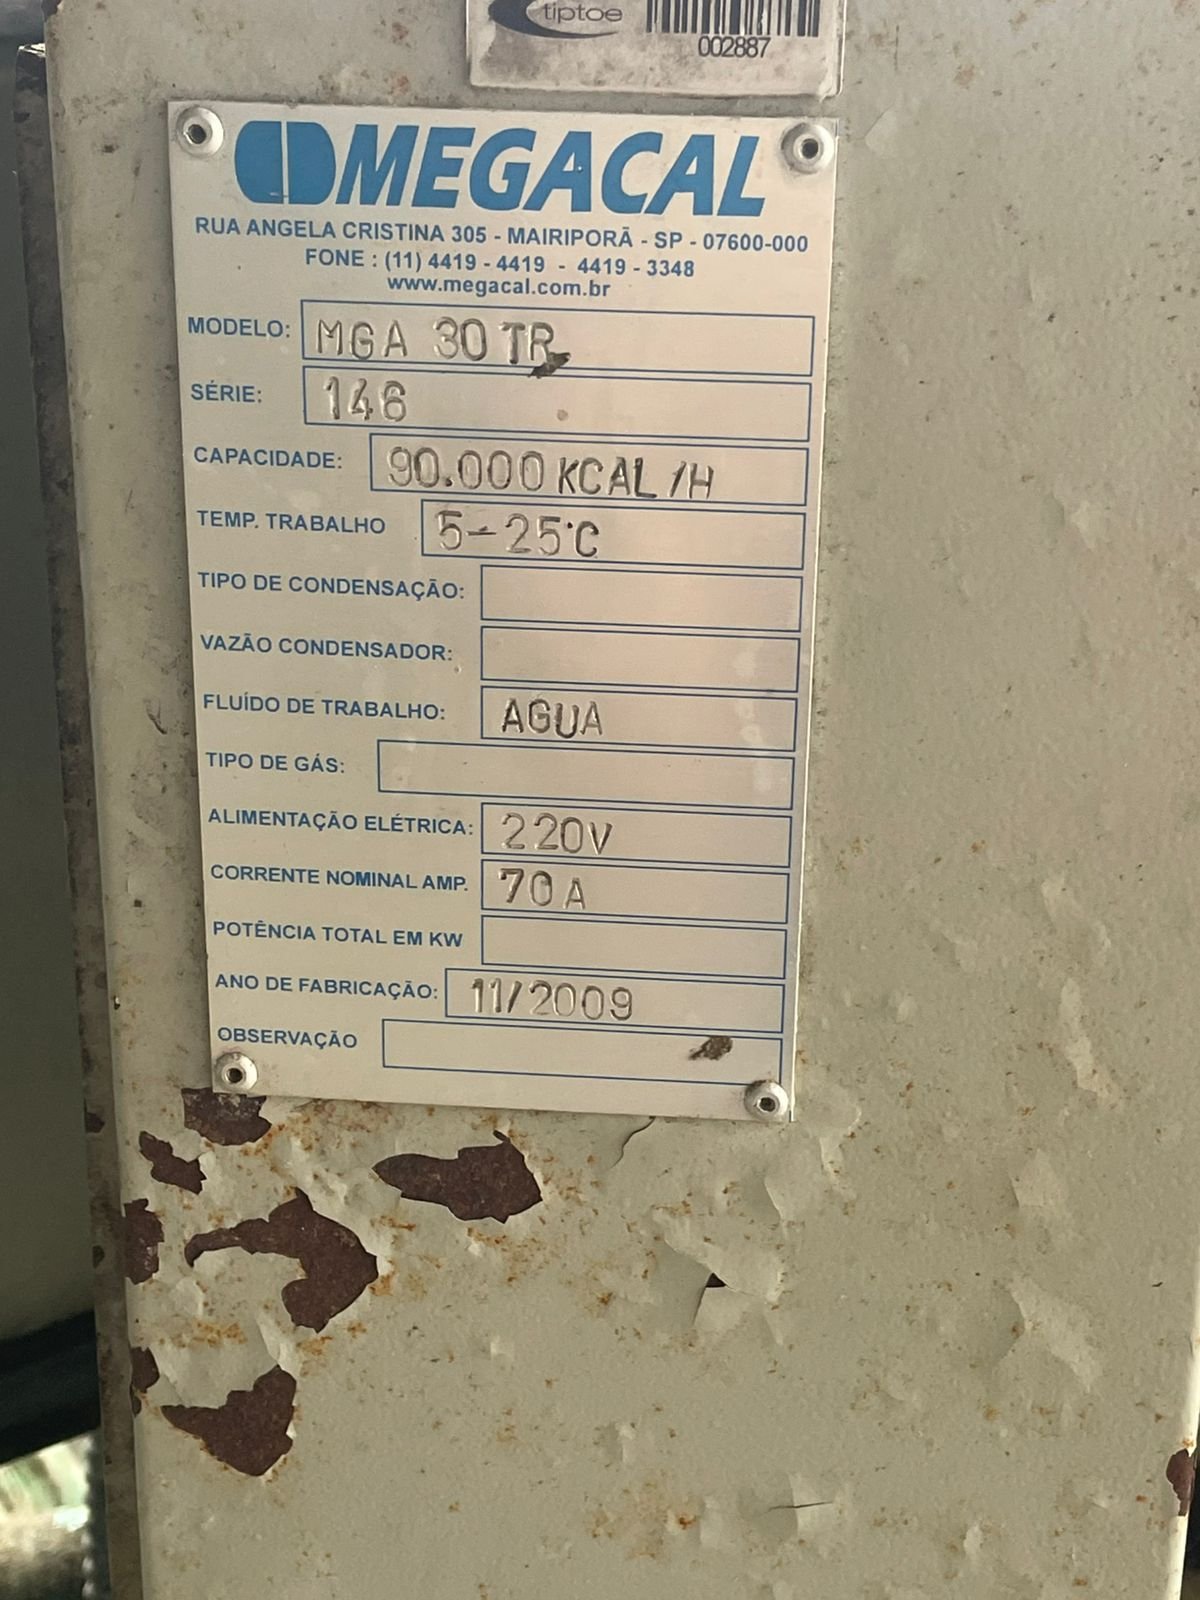 tiptoe
002887
MEGACAL
RUA ANGELA CRISTINA 305 - MAIRIPORÃ - SP - 07600-000
FONE : (11) 4419 - 4419 - 4419 - 3348
www.megacal.com.br
MODELO: MGA 30 TR
SÉRIE: 146
CAPACIDADE: 90.000 KCAL/H
TEMP. TRABALHO 5-25°C
TIPO DE CONDENSAÇÃO:
VAZÃO CONDENSADOR:
FLUÍDO DE TRABALHO: AGUA
TIPO DE GÁS:
ALIMENTAÇÃO ELÉTRICA: 220V
CORRENTE NOMINAL AMP. 70A
POTÊNCIA TOTAL EM KW
ANO DE FABRICAÇÃO: 11/2009
OBSERVAÇÃO